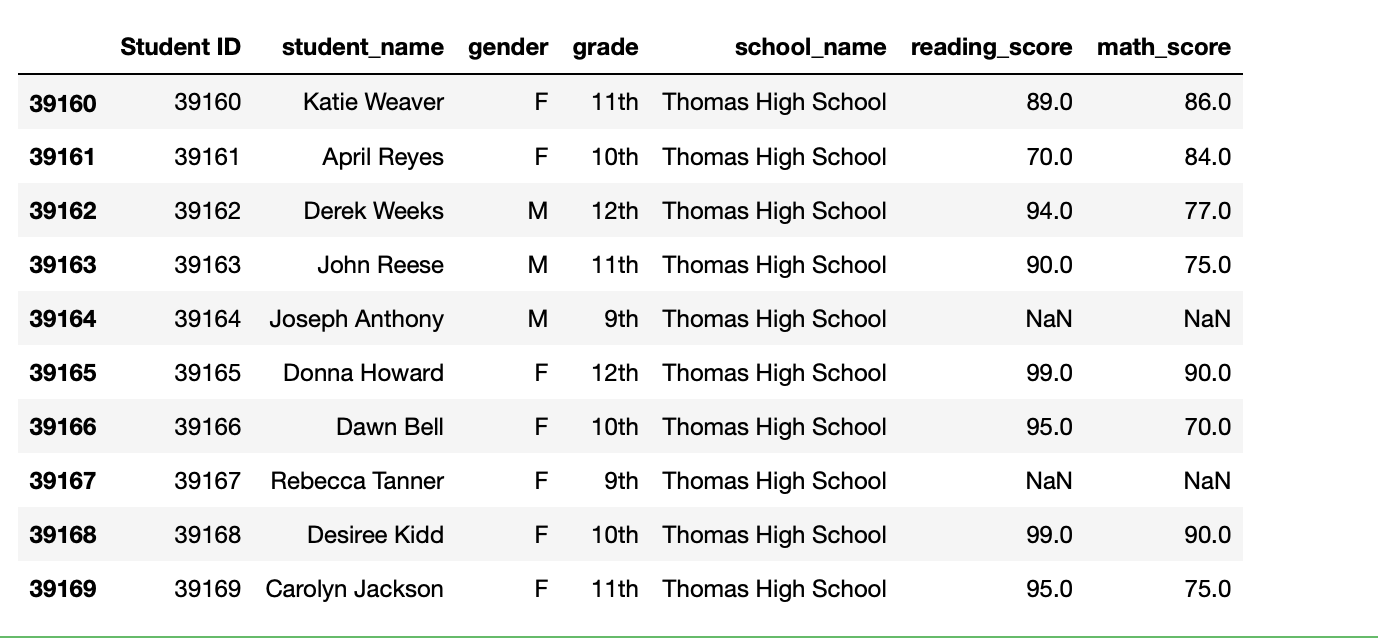 Student ID student_name gender grade school_name reading_score math_score
39160 39160 Katie Weaver F 11th Thomas High School 89.0 86.0
39161 39161 April Reyes F 10th Thomas High School 70.0 84.0
39162 39162 Derek Weeks M 12th Thomas High School 94.0 77.0
39163 39163 John Reese M 11th Thomas High School 90.0 75.0
39164 39164 Joseph Anthony M 9th Thomas High School NaN NaN
39165 39165 Donna Howard F 12th Thomas High School 99.0 90.0
39166 39166 Dawn Bell F 10th Thomas High School 95.0 70.0
39167 39167 Rebecca Tanner F 9th Thomas High School NaN NaN
39168 39168 Desiree Kidd F 10th Thomas High School 99.0 90.0
39169 39169 Carolyn Jackson F 11th Thomas High School 95.0 75.0